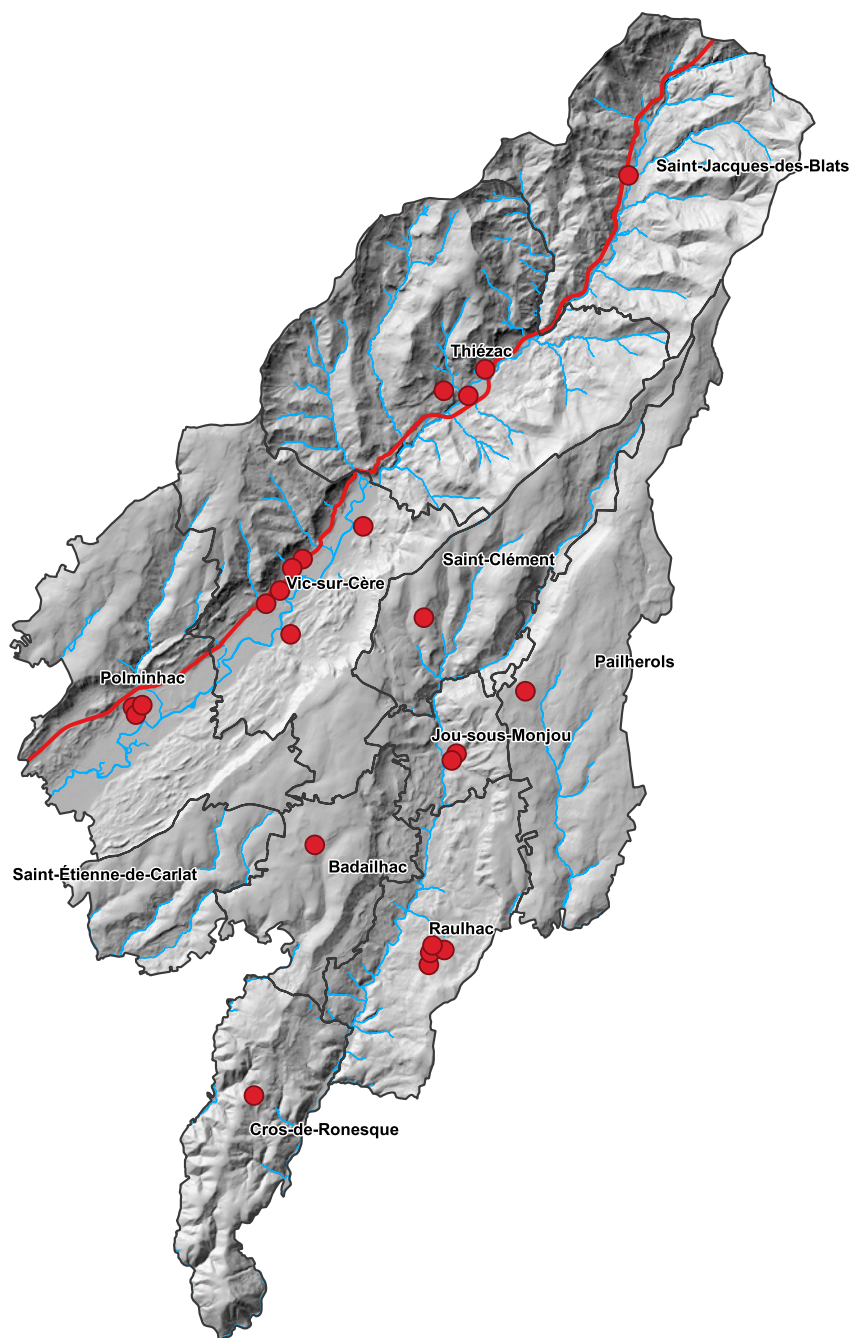 Saint-Jacques-des-Blats
Thiézac
Saint-Clément
Vic-sur-Cère
Pailherols
Polminhac
Jou-sous-Monjou
Badailhac
Saint-Étienne-de-Carlat
Raulhac
Cros-de-Ronesque